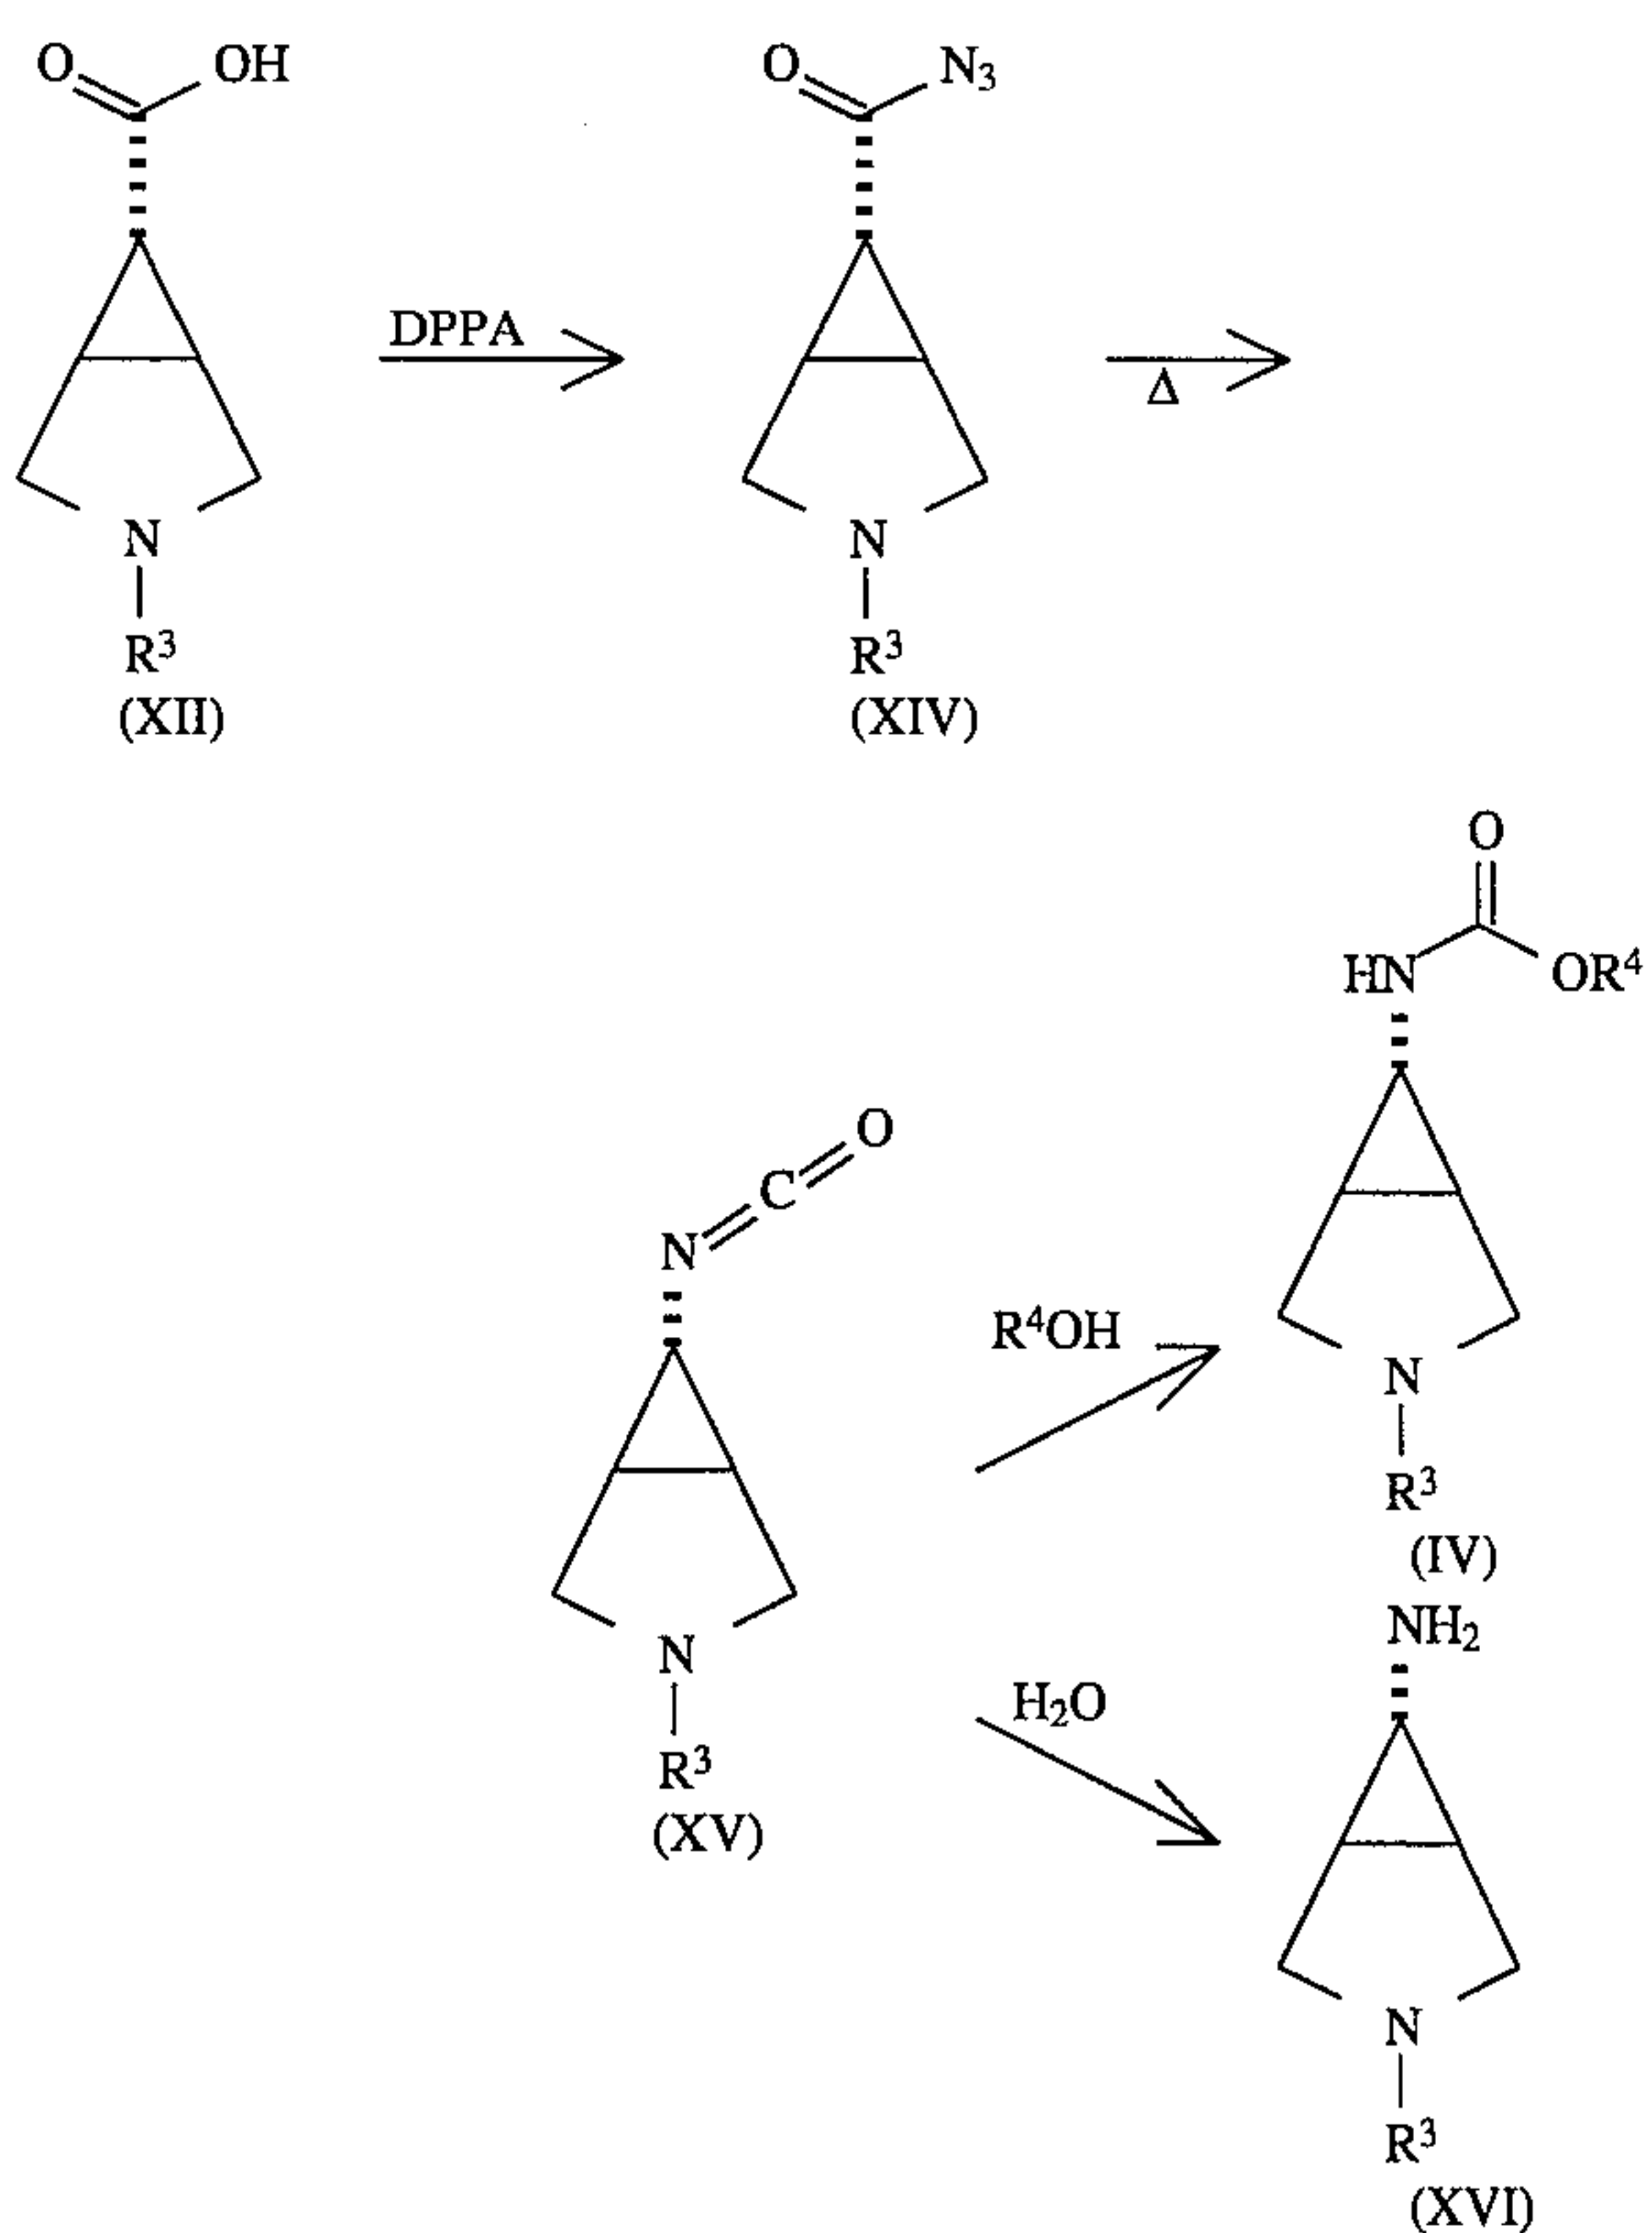 O OH
O N3
DPPA
Δ
N
N
R3
R3
(XII)
(XIV)
O
HN OR4
O
C
N
R4OH
N
R3
(IV)
N
R3
(XV)
NH2
H2O
N
R3
(XVI)